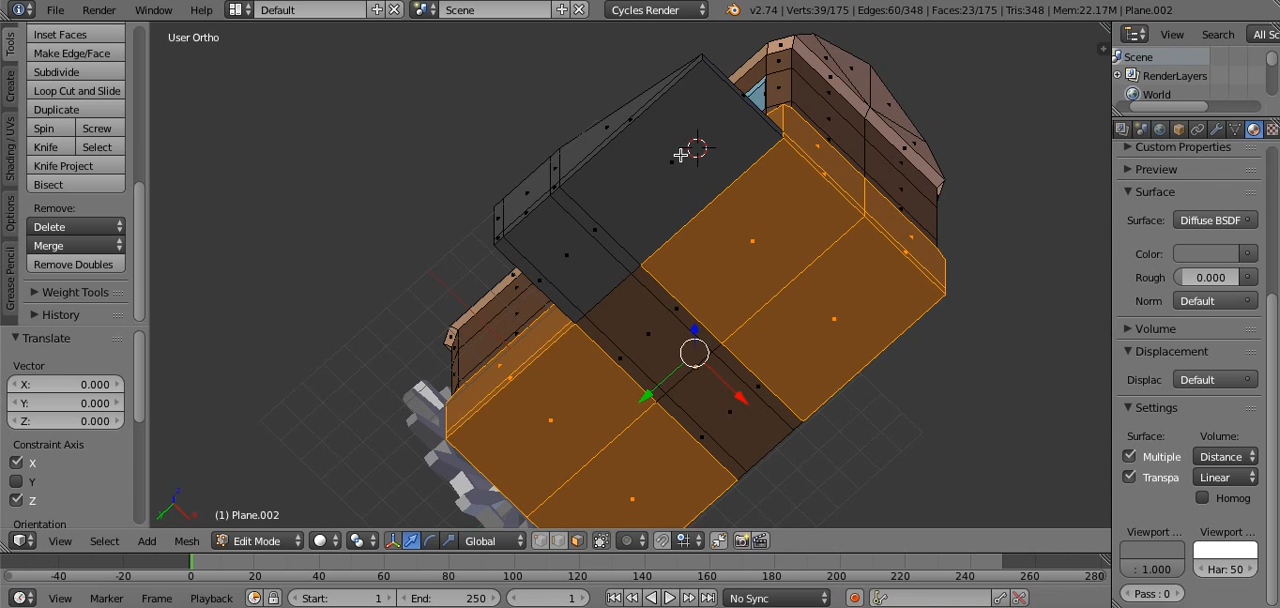 File Render Window Help Default Scene Cycles Render v2.74 | Verts:39/175 | Edges:60/348 | Faces:23/175 | Tris:348 | Mem:22.17M | Plane.002
User Ortho
Tools
Create
Shading / UVs
Options
Grease Pencil
Inset Faces
Make Edge/Face
Subdivide
Loop Cut and Slide
Duplicate
Spin Screw
Knife Select
Knife Project
Bisect
Remove:
Delete
Merge
Remove Doubles
Weight Tools
History
Translate
Vector
X: 0.000
Y: 0.000
Z: 0.000
Constraint Axis
X
Y
Z
Orientation
(1) Plane.002
View Search All Sc
Scene
RenderLayers
World
Custom Properties
Preview
Surface
Surface: Diffuse BSDF
Color:
Rough 0.000
Norm Default
Volume
Displacement
Displac Default
Settings
Surface: Volume:
Multiple Distance
Transpa Linear
Homog
Viewport ... Viewport ...
: 1.000 Har: 50
Pass : 0
View Select Add Mesh Edit Mode Global
-40 -20 0 20 40 60 80 100 120 140 160 180 200 220 240 260 280
View Marker Frame Playback Start: 1 End: 250 1 No Sync